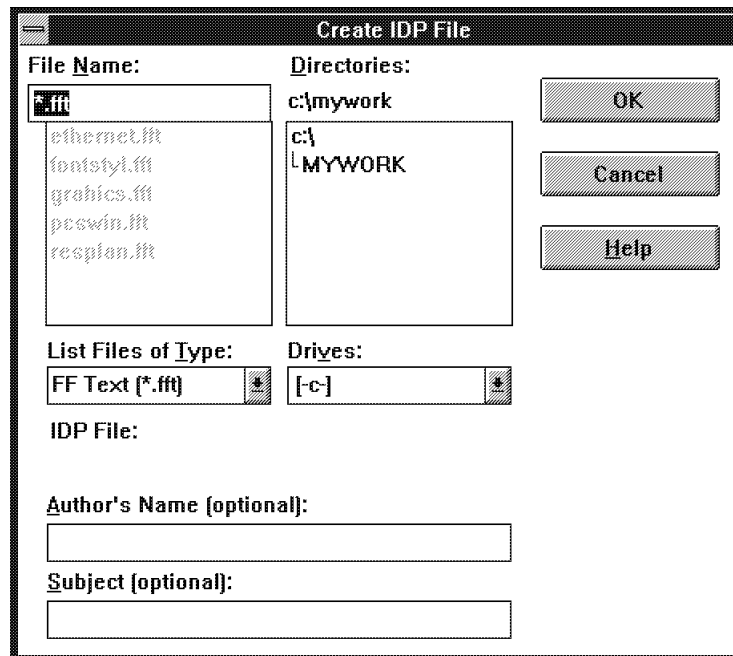 Create IDP File
File Name:
*.fft
ethernet.fft
fontstyl.fft
grahics.fft
pcswin.fft
resplan.fft
Directories:
c:\mywork
c:\
MYWORK
OK
Cancel
Help
List Files of Type:
FF Text (*.fft)
Drives:
[-c-]
IDP File:
Author's Name (optional):
Subject (optional):